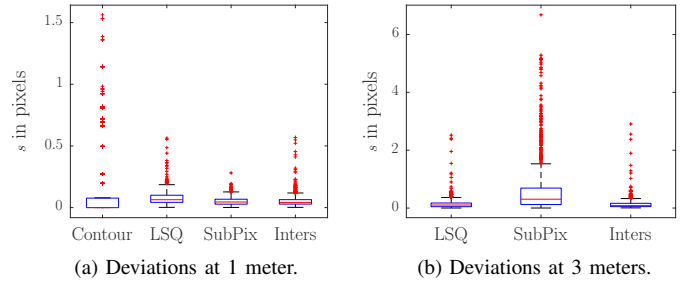 1.5
1
0.5
0
s in pixels
Contour LSQ SubPix Inters
(a) Deviations at 1 meter.
6
4
2
0
s in pixels
LSQ SubPix Inters
(b) Deviations at 3 meters.